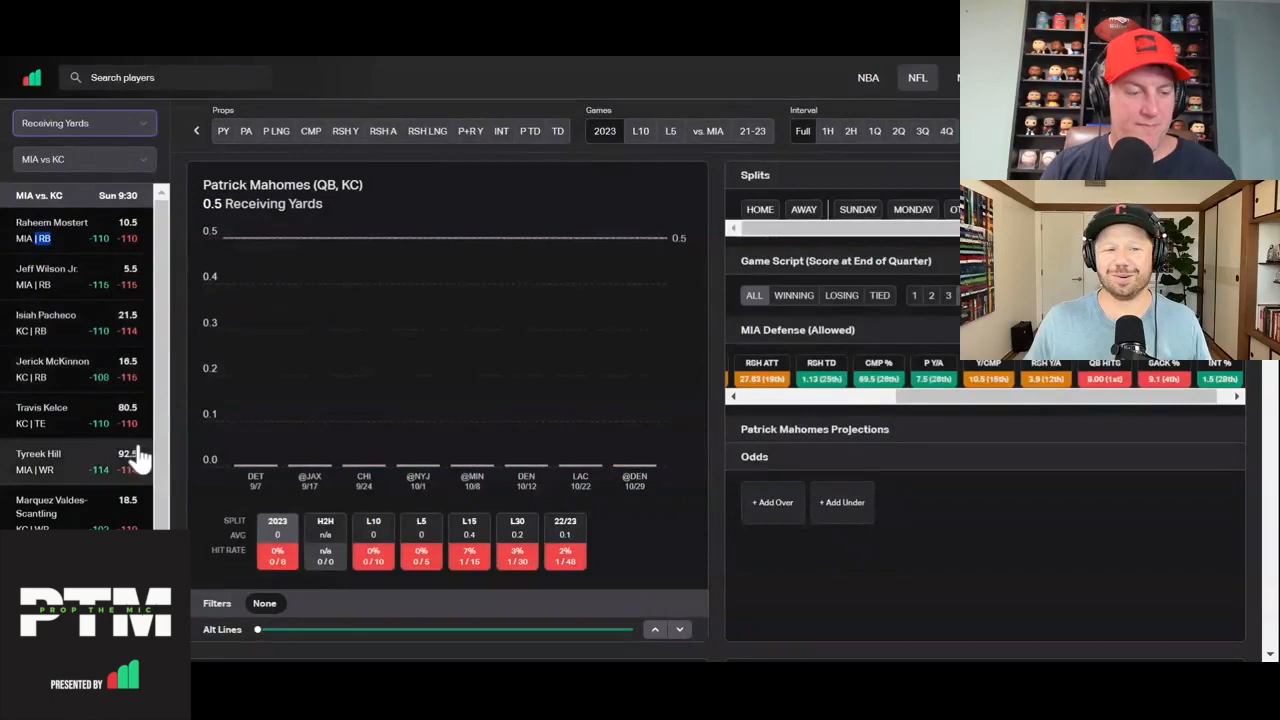 Search players
NBA
NFL
Receiving Yards
MIA vs KC
Props
PY PA P LNG CMP RSH Y RSH A RSH LNG P+R Y INT P TD TD
Games
2023 L10 L5 vs. MIA 21-23
Interval
Full 1H 2H 1Q 2Q 3Q 4Q
MIA vs. KC Sun 9:30
Raheem Mostert 10.5
MIA | RB -110 -110
Jeff Wilson Jr. 5.5
MIA | RB -116 -116
Isiah Pacheco 21.5
KC | RB -110 -114
Jerick McKinnon 16.5
KC | RB -108 -116
Travis Kelce 80.5
KC | TE -110 -110
Tyreek Hill 92.5
MIA | WR -114
Marquez Valdes-Scantling 18.5
KC | WR
Patrick Mahomes (QB, KC)
0.5 Receiving Yards
0.5
0.5
0.4
0.3
0.2
0.1
0.0
DET @JAX CHI @NYJ @MIN DEN LAC @DEN
9/7 9/17 9/24 10/1 10/8 10/12 10/22 10/29
SPLIT 2023 H2H L10 L5 L15 L30 22/23
AVG 0 n/a 0 0 0.4 0.2 0.1
HIT RATE 0% n/a 0% 0% 7% 3% 2%
0/8 0/0 0/10 0/5 1/15 1/30 1/48
Filters None
Alt Lines
Splits
HOME AWAY SUNDAY MONDAY
Game Script (Score at End of Quarter)
ALL WINNING LOSING TIED 1 2 3
MIA Defense (Allowed)
RSH ATT RSH TD CMP % P Y/A Y/CMP RSH Y/A QB HITS SACK % INT %
27.63 (19th) 1.13 (25th) 69.5 (26th) 7.5 (28th) 10.5 (15th) 3.9 (12th) 8.00 (1st) 9.1 (4th) 1.5 (28th)
Patrick Mahomes Projections
Odds
+ Add Over + Add Under
PTM
PROP THE MIC
PRESENTED BY